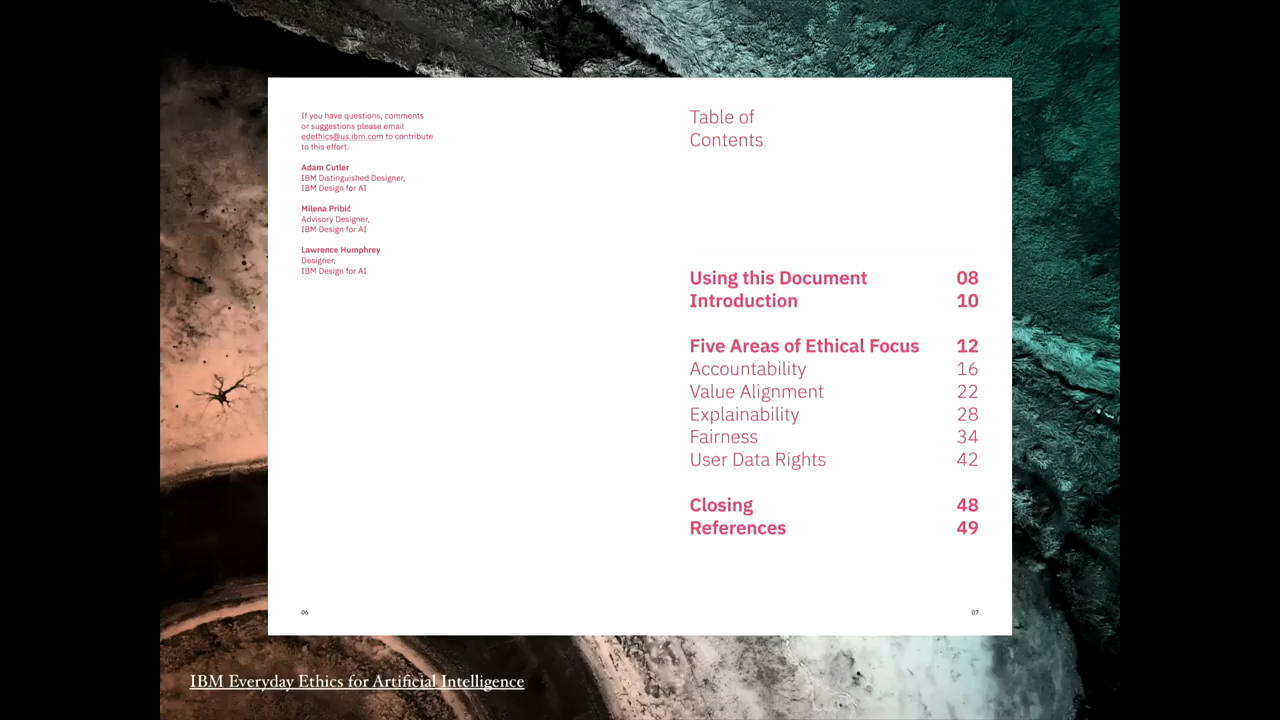 If you have questions, comments
or suggestions please email
edethics@us.ibm.com to contribute
to this effort.
Adam Cutler
IBM Distinguished Designer,
IBM Design for AI
Milena Pribić
Advisory Designer,
IBM Design for AI
Lawrence Humphrey
Designer,
IBM Design for AI
06
Table of
Contents
Using this Document 08
Introduction 10
Five Areas of Ethical Focus 12
Accountability 16
Value Alignment 22
Explainability 28
Fairness 34
User Data Rights 42
Closing 48
References 49
07
IBM Everyday Ethics for Artificial Intelligence